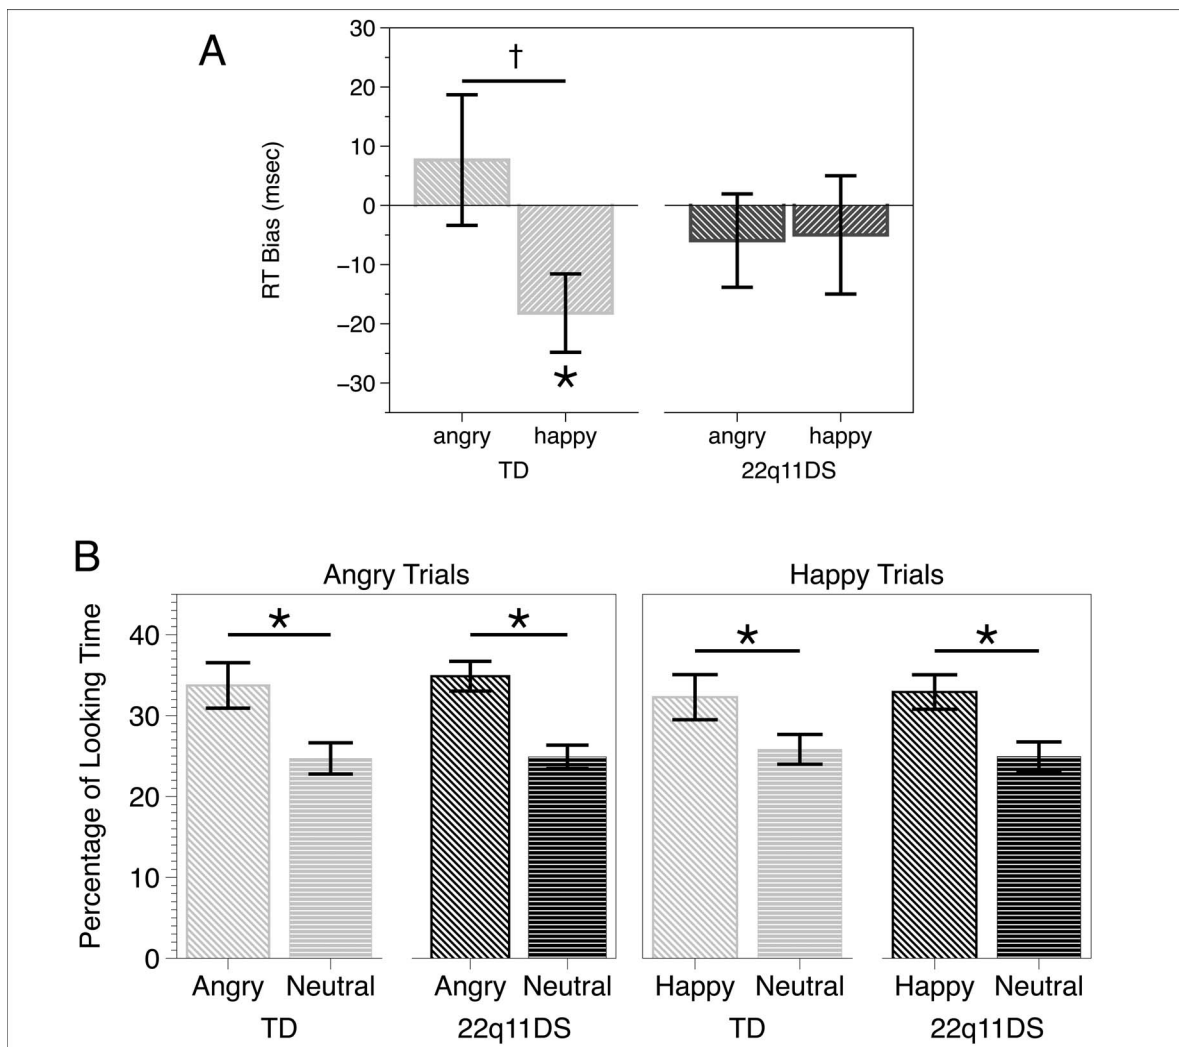 A
30
†
20
10
0
−10
−20
−30
RT Bias (msec)
*
angry happy angry happy
TD 22q11DS
B
Angry Trials Happy Trials
* * * *
40
30
20
10
0
Percentage of Looking Time
Angry Neutral Angry Neutral Happy Neutral Happy Neutral
TD 22q11DS TD 22q11DS